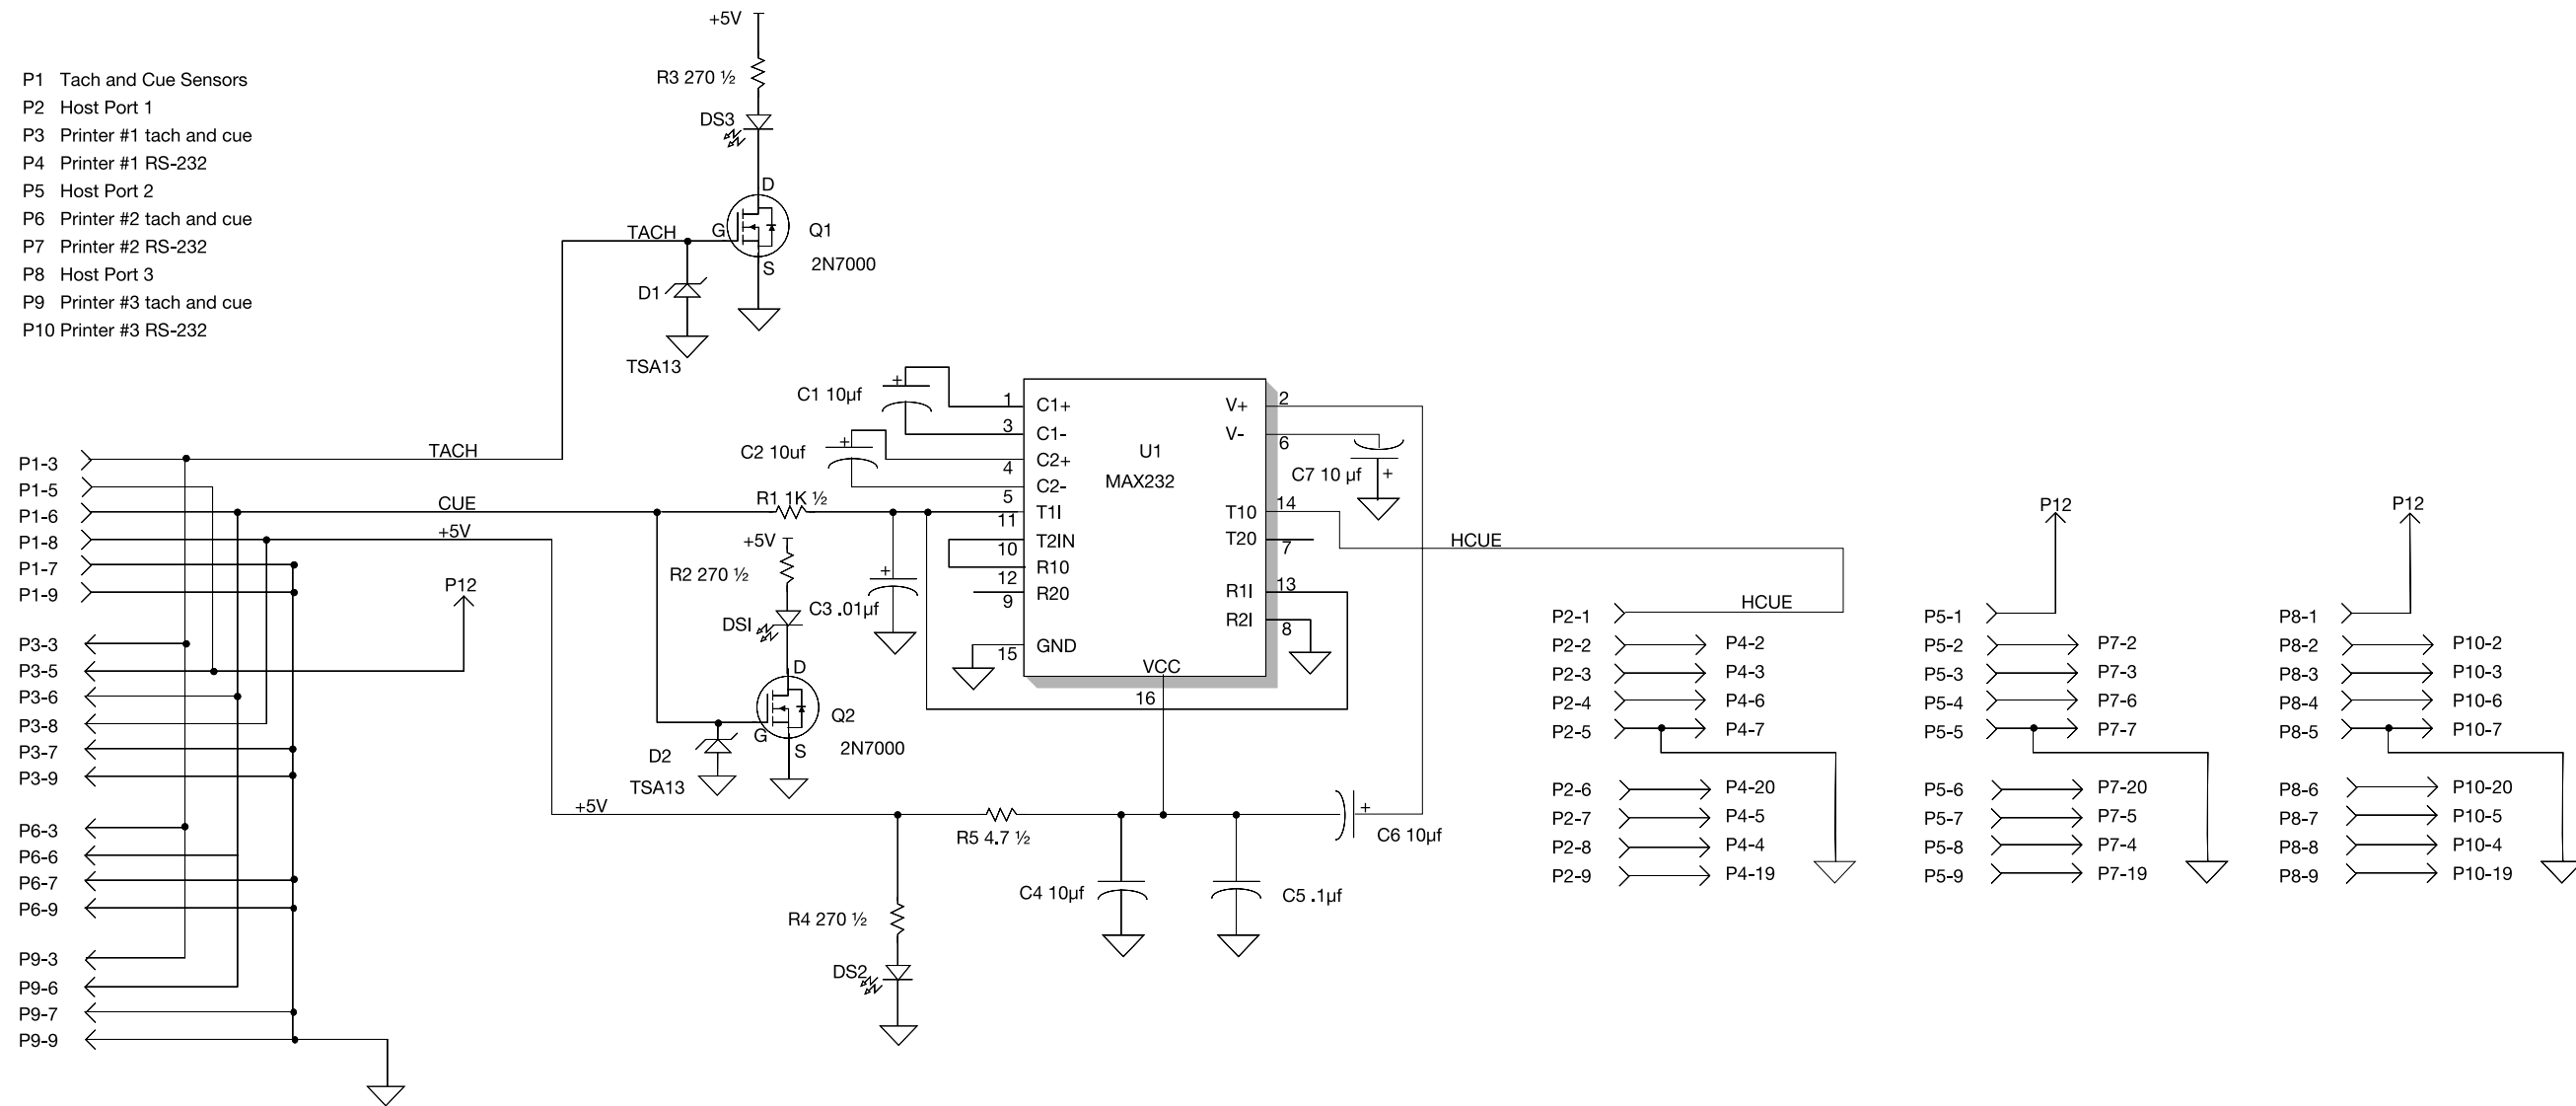 +5V
R3 270 ½
DS3
D
G
S
TACH
Q1
2N7000
D1
TSA13
P1 Tach and Cue Sensors
P2 Host Port 1
P3 Printer #1 tach and cue
P4 Printer #1 RS-232
P5 Host Port 2
P6 Printer #2 tach and cue
P7 Printer #2 RS-232
P8 Host Port 3
P9 Printer #3 tach and cue
P10 Printer #3 RS-232
P1-3
P1-5
P1-6
P1-8
P1-7
P1-9
TACH
CUE
+5V
P12
P3-3
P3-5
P3-6
P3-8
P3-7
P3-9
P6-3
P6-6
P6-7
P6-9
P9-3
P9-6
P9-7
P9-9
C1 10µf
+
C2 10uf
+
R1 1K ½
+5V
R2 270 ½
DSI
C3 .01µf
+
D
G
S
Q2
2N7000
D2
TSA13
U1
MAX232
1 C1+
3 C1-
4 C2+
5 C2-
11 T1I
10 T2IN
12 R10
9 R20
15 GND
VCC
16
V+ 2
V- 6
T10 14
T20 7
R1I 13
R2I 8
C7 10 µf
+
HCUE
HCUE
+5V
R5 4.7 ½
R4 270 ½
DS2
C4 10µf
C5 .1µf
C6 10µf
+
P2-1
P2-2 P4-2
P2-3 P4-3
P2-4 P4-6
P2-5 P4-7
P2-6 P4-20
P2-7 P4-5
P2-8 P4-4
P2-9 P4-19
P12
P5-1
P5-2 P7-2
P5-3 P7-3
P5-4 P7-6
P5-5 P7-7
P5-6 P7-20
P5-7 P7-5
P5-8 P7-4
P5-9 P7-19
P12
P8-1
P8-2 P10-2
P8-3 P10-3
P8-4 P10-6
P8-5 P10-7
P8-6 P10-20
P8-7 P10-5
P8-8 P10-4
P8-9 P10-19